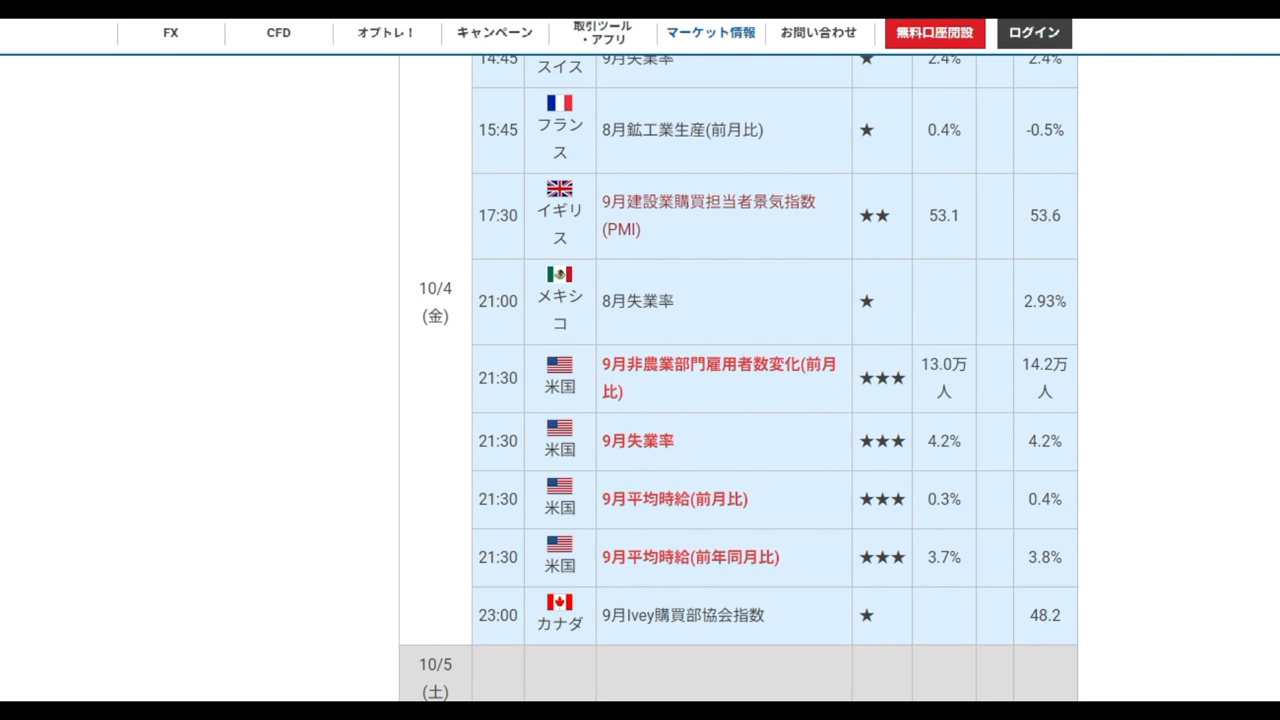 FX
CFD
オプトレ！
キャンペーン
取引ツール
・アプリ
マーケット情報
お問い合わせ
無料口座開設
ログイン
14:45
スイス
9月失業率
★
2.4%
2.4%
15:45
フラン
ス
8月鉱工業生産(前月比)
★
0.4%
-0.5%
17:30
イギリ
ス
9月建設業購買担当者景気指数
(PMI)
★★
53.1
53.6
10/4
(金)
21:00
メキシ
コ
8月失業率
★
2.93%
21:30
米国
9月非農業部門雇用者数変化(前月
比)
★★★
13.0万
人
14.2万
人
21:30
米国
9月失業率
★★★
4.2%
4.2%
21:30
米国
9月平均時給(前月比)
★★★
0.3%
0.4%
21:30
米国
9月平均時給(前年同月比)
★★★
3.7%
3.8%
23:00
カナダ
9月Ivey購買部協会指数
★
48.2
10/5
(土)